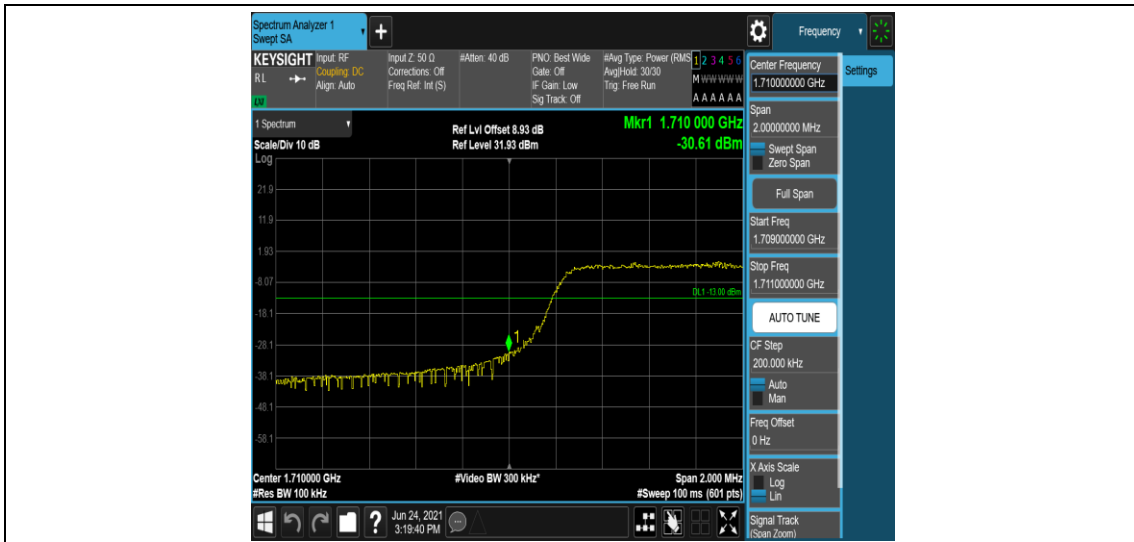 Spectrum Analyzer 1
Swept SA
+
Frequency
KEYSIGHT
RL
LXI
Input: RF
Coupling: DC
Align: Auto
Input Z: 50 Ω
Corrections: Off
Freq Ref: Int (S)
#Atten: 40 dB
PNO: Best Wide
Gate: Off
IF Gain: Low
Sig Track: Off
#Avg Type: Power (RMS
Avg|Hold: 30/30
Trig: Free Run
1 2 3 4 5 6
M W W W W W
A A A A A A
1 Spectrum
Scale/Div 10 dB
Log
Ref Lvl Offset 8.93 dB
Ref Level 31.93 dBm
Mkr1 1.710 000 GHz
-30.61 dBm
21.9
11.9
1.93
-8.07
-18.1
-28.1
-38.1
-48.1
-58.1
DL1 -13.00 dBm
1
Center 1.710000 GHz
#Res BW 100 kHz
#Video BW 300 kHz*
Span 2.000 MHz
#Sweep 100 ms (601 pts)
Center Frequency
1.710000000 GHz
Settings
Span
2.00000000 MHz
Swept Span
Zero Span
Full Span
Start Freq
1.709000000 GHz
Stop Freq
1.711000000 GHz
AUTO TUNE
CF Step
200.000 kHz
Auto
Man
Freq Offset
0 Hz
X Axis Scale
Log
Lin
Signal Track
(Span Zoom)
?
Jun 24, 2021
3:19:40 PM